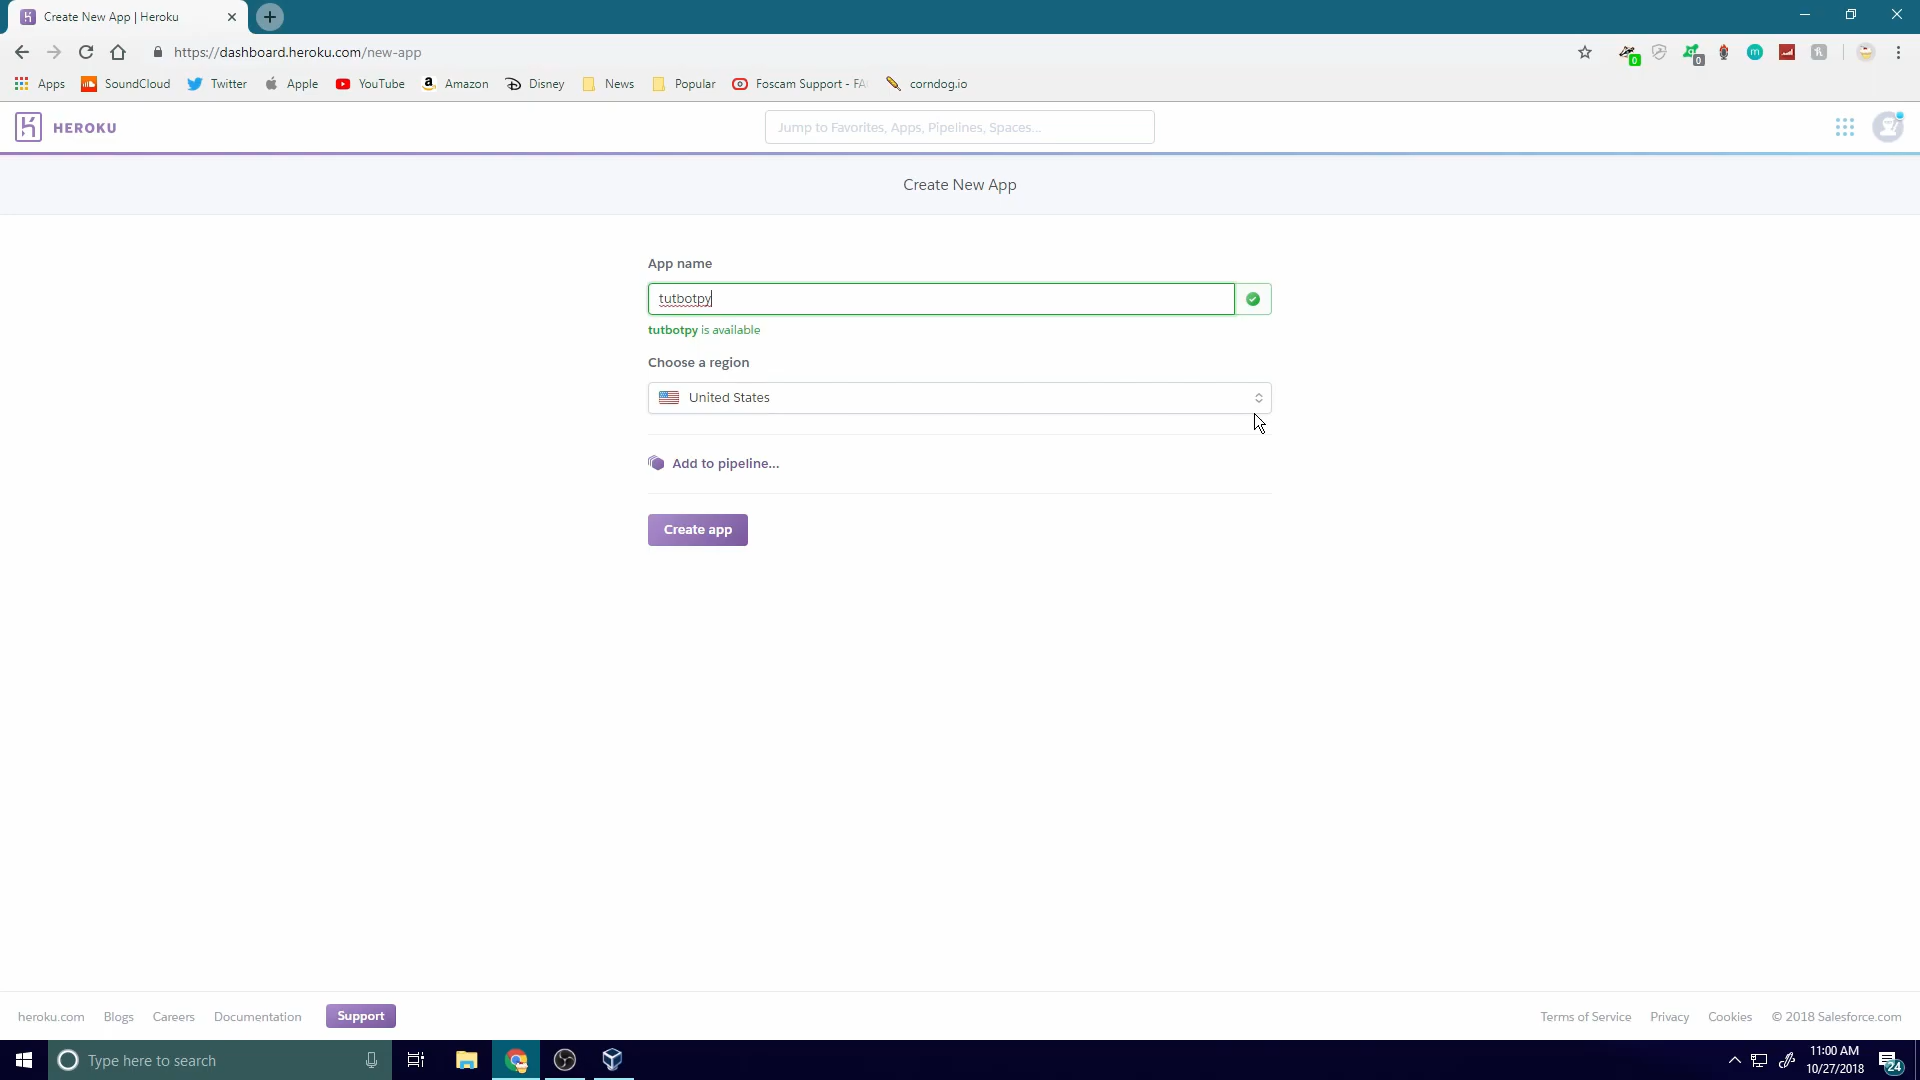 Create New App | Heroku
https://dashboard.heroku.com/new-app
0
0
Apps SoundCloud Twitter Apple YouTube Amazon Disney News Popular Foscam Support - FA corndog.io
HEROKU
Jump to Favorites, Apps, Pipelines, Spaces...
Create New App
App name
tutbotpy
tutbotpy is available
Choose a region
United States
Add to pipeline...
Create app
heroku.com Blogs Careers Documentation Support
Terms of Service Privacy Cookies © 2018 Salesforce.com
Type here to search
11:00 AM
10/27/2018
24